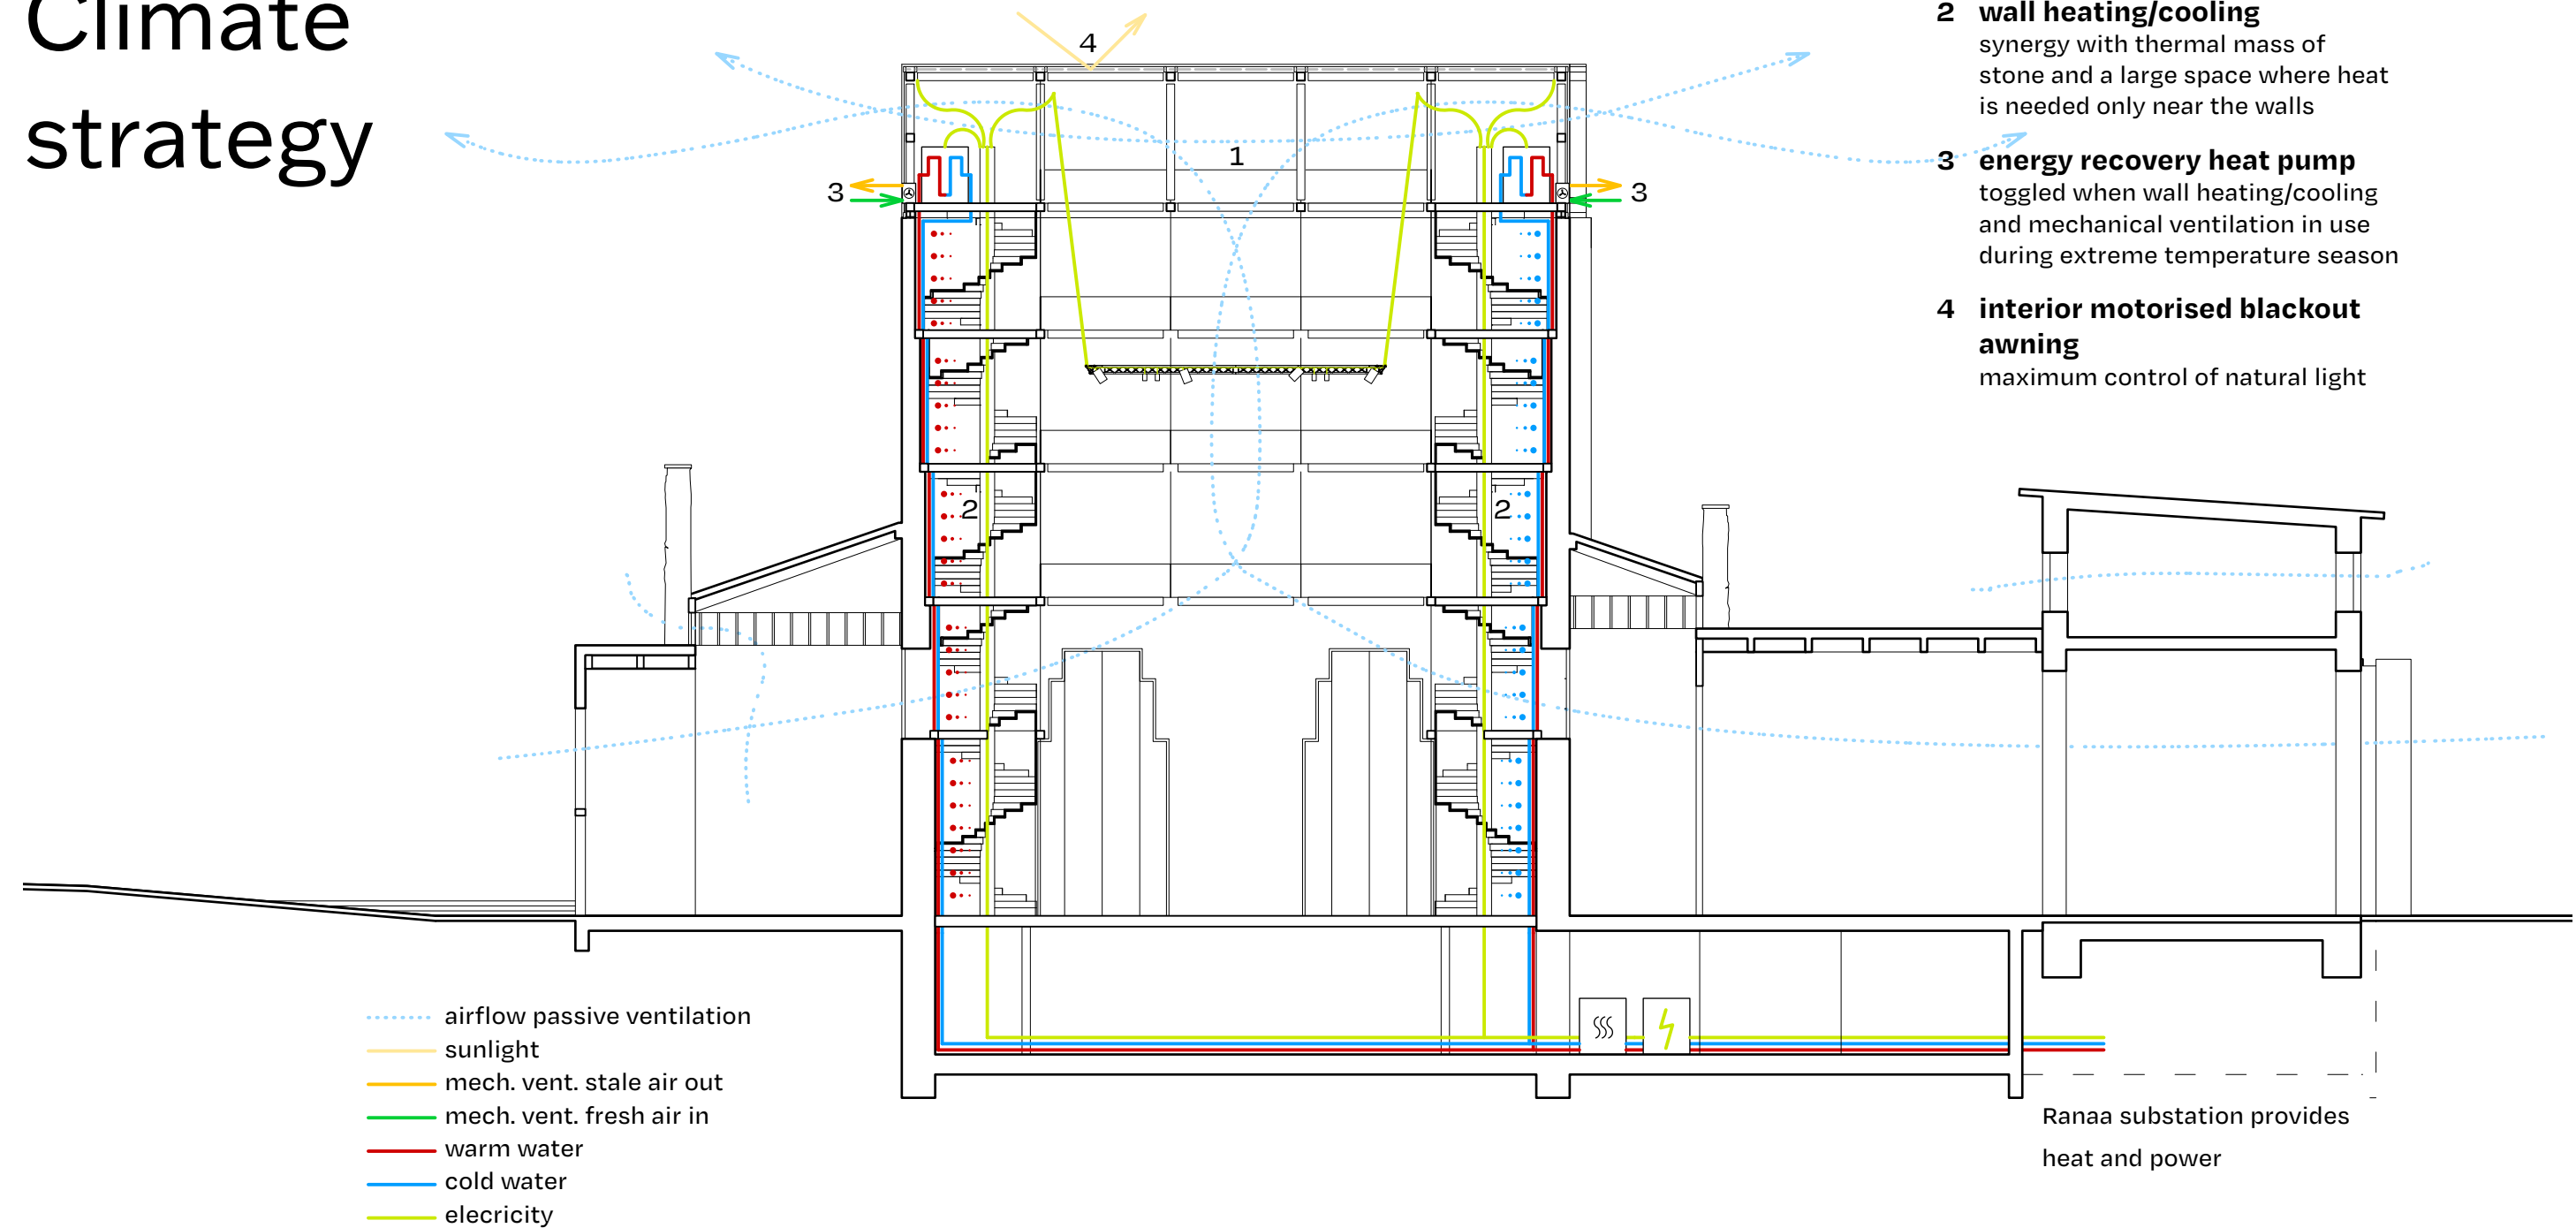 Climate
strategy
2 wall heating/cooling
synergy with thermal mass of
stone and a large space where heat
is needed only near the walls
3 energy recovery heat pump
toggled when wall heating/cooling
and mechanical ventilation in use
during extreme temperature season
4 interior motorised blackout
awning
maximum control of natural light
4
1
3
3
2
2
airflow passive ventilation
sunlight
mech. vent. stale air out
mech. vent. fresh air in
warm water
cold water
elecricity
Ranaa substation provides
heat and power